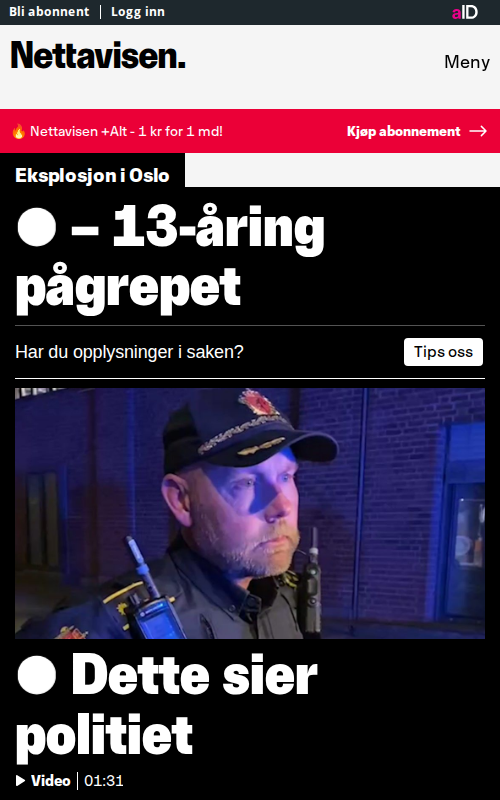 Bli abonnent | Logg inn aID
Nettavisen.
Meny
🔥 Nettavisen +Alt - 1 kr for 1 md! Kjøp abonnement →
Eksplosjon i Oslo
● – 13-åring
pågrepet
Har du opplysninger i saken? Tips oss
● Dette sier
politiet
Video | 01:31